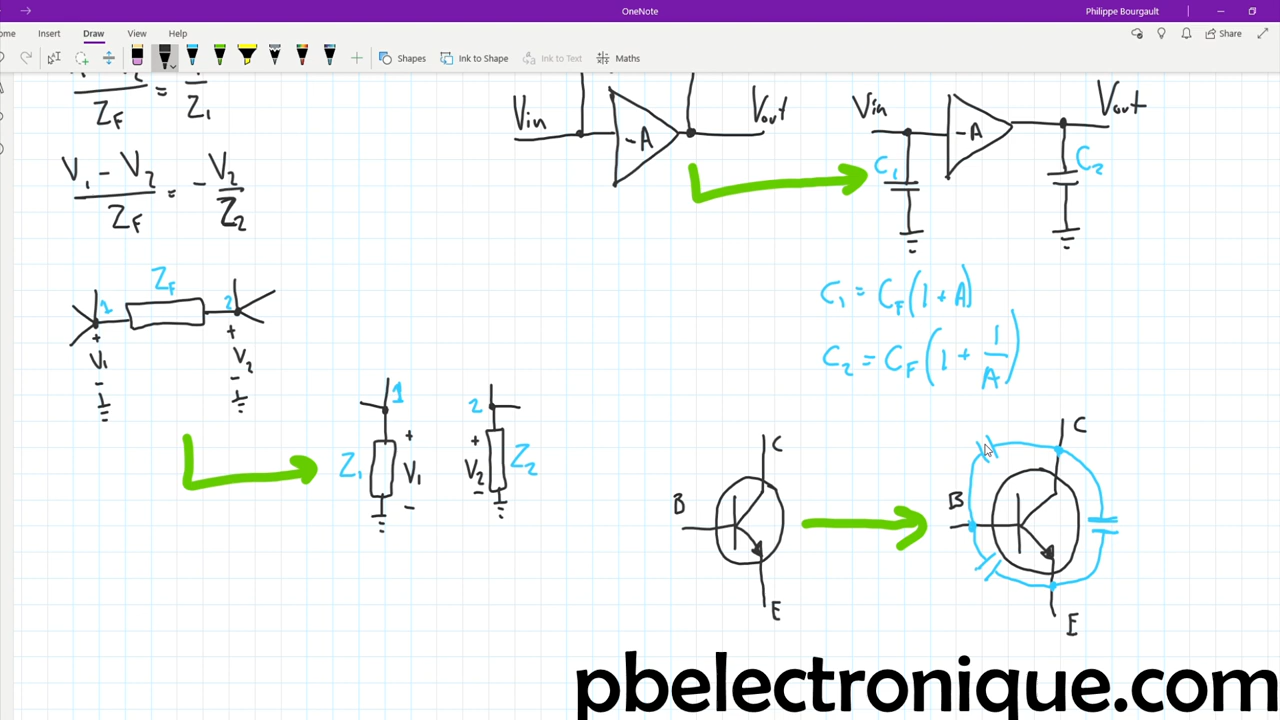 OneNote
Philippe Bourgault
ome Insert Draw View Help
Share
Shapes Ink to Shape Ink to Text Maths
Z_F = Z_1
Vin -A Vout
Vin -A Vout
C_1 C_2
V_1 - V_2 / Z_F = - V_2 / Z_2
Z_F
1 2
+ V_1 -
+ V_2 -
C_1 = C_F (1 + A)
C_2 = C_F (1 + 1/A)
1 2
Z_1 + V_1 -
+ V_2 - Z_2
C
B
E
C
B
E
pbelectronique.com